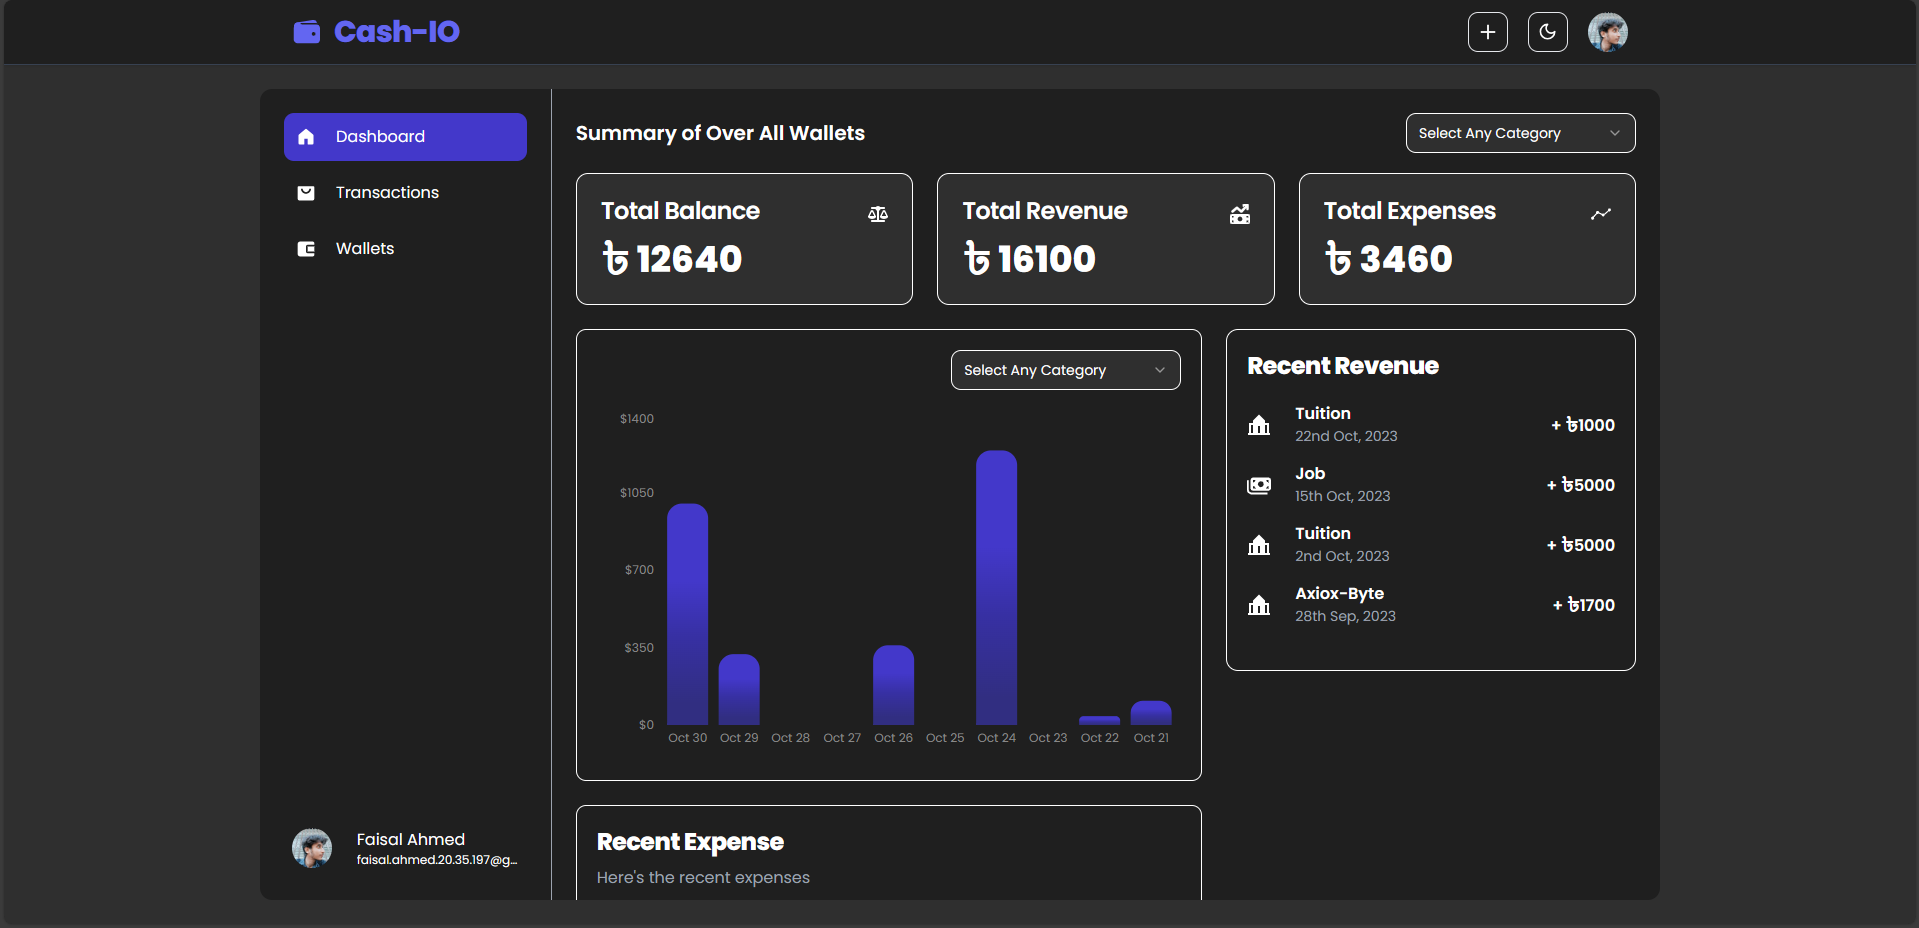 Cash-IO
Dashboard
Transactions
Wallets
Faisal Ahmed
faisal.ahmed.20.35.197@g...
Summary of Over All Wallets
Select Any Category
Total Balance
৳ 12640
Total Revenue
৳ 16100
Total Expenses
৳ 3460
Select Any Category
$1400
$1050
$700
$350
$0
Oct 30 Oct 29 Oct 28 Oct 27 Oct 26 Oct 25 Oct 24 Oct 23 Oct 22 Oct 21
Recent Revenue
Tuition
22nd Oct, 2023
+ ৳1000
Job
15th Oct, 2023
+ ৳5000
Tuition
2nd Oct, 2023
+ ৳5000
Axiox-Byte
28th Sep, 2023
+ ৳1700
Recent Expense
Here's the recent expenses